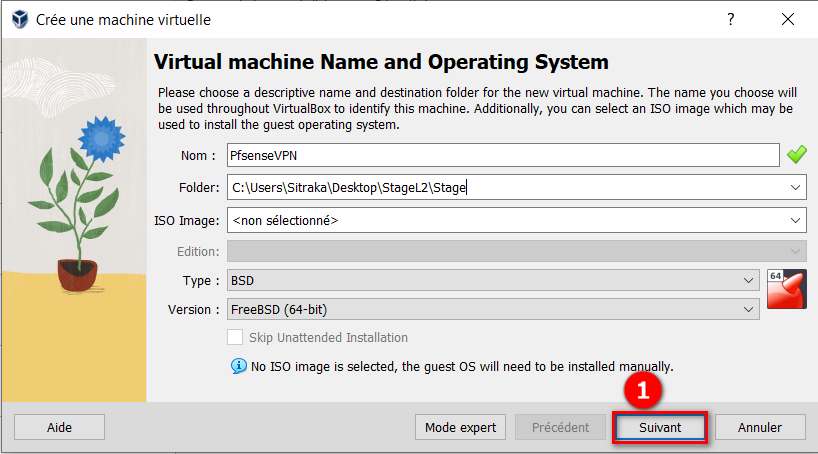 Crée une machine virtuelle
Virtual machine Name and Operating System
Please choose a descriptive name and destination folder for the new virtual machine. The name you choose will
be used throughout VirtualBox to identify this machine. Additionally, you can select an ISO image which may be
used to install the guest operating system.
Nom : PfsenseVPN
Folder: C:\Users\Sitraka\Desktop\StageL2\Stage
ISO Image: <non sélectionné>
Edition:
Type : BSD
64
Version : FreeBSD (64-bit)
Skip Unattended Installation
No ISO image is selected, the guest OS will need to be installed manually.
1
Aide Mode expert Précédent Suivant Annuler